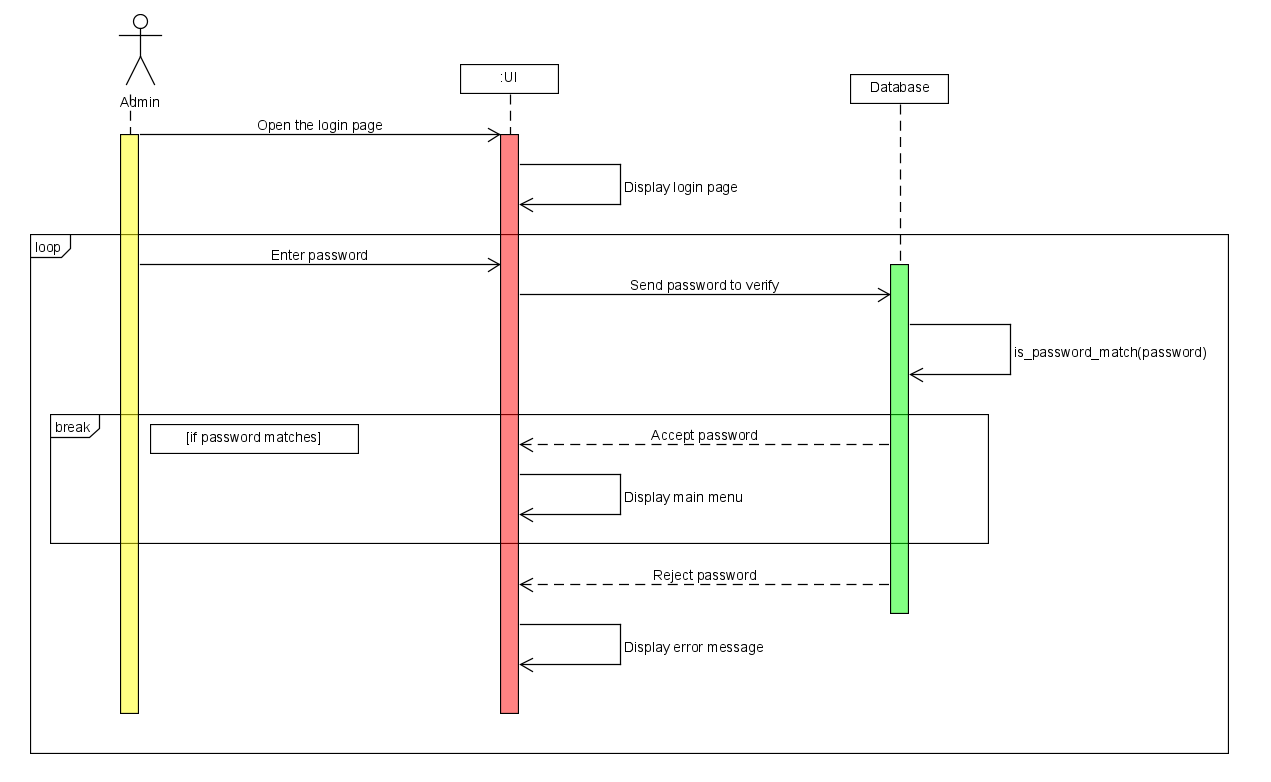 Admin
:UI
Database
Open the login page
Display login page
loop
Enter password
Send password to verify
is_password_match(password)
break
[if password matches]
Accept password
Display main menu
Reject password
Display error message